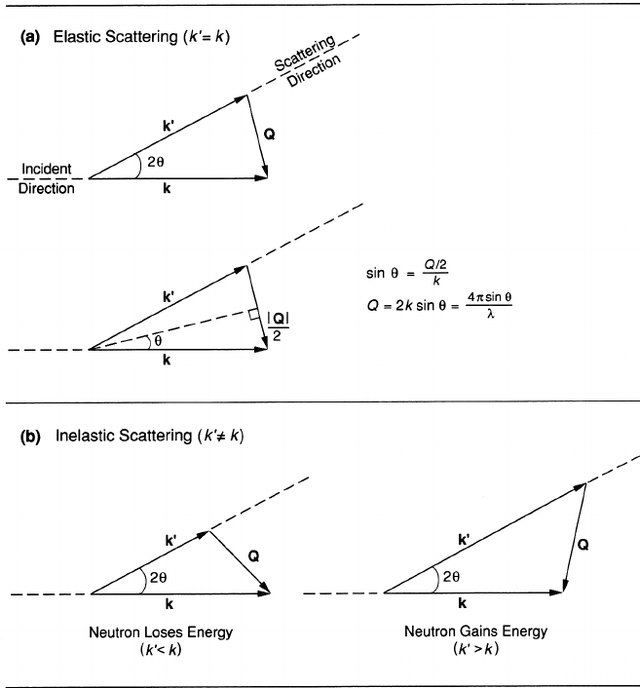 (a) Elastic Scattering (k'= k)
Scattering
Direction
k'
Q
2θ
Incident
Direction
k
k'
|Q|
2
θ
k
sin θ = Q/2
k
Q = 2k sin θ = 4π sin θ
λ
(b) Inelastic Scattering (k'≠ k)
k'
Q
2θ
k
Neutron Loses Energy
(k'< k)
k'
Q
2θ
k
Neutron Gains Energy
(k' > k)